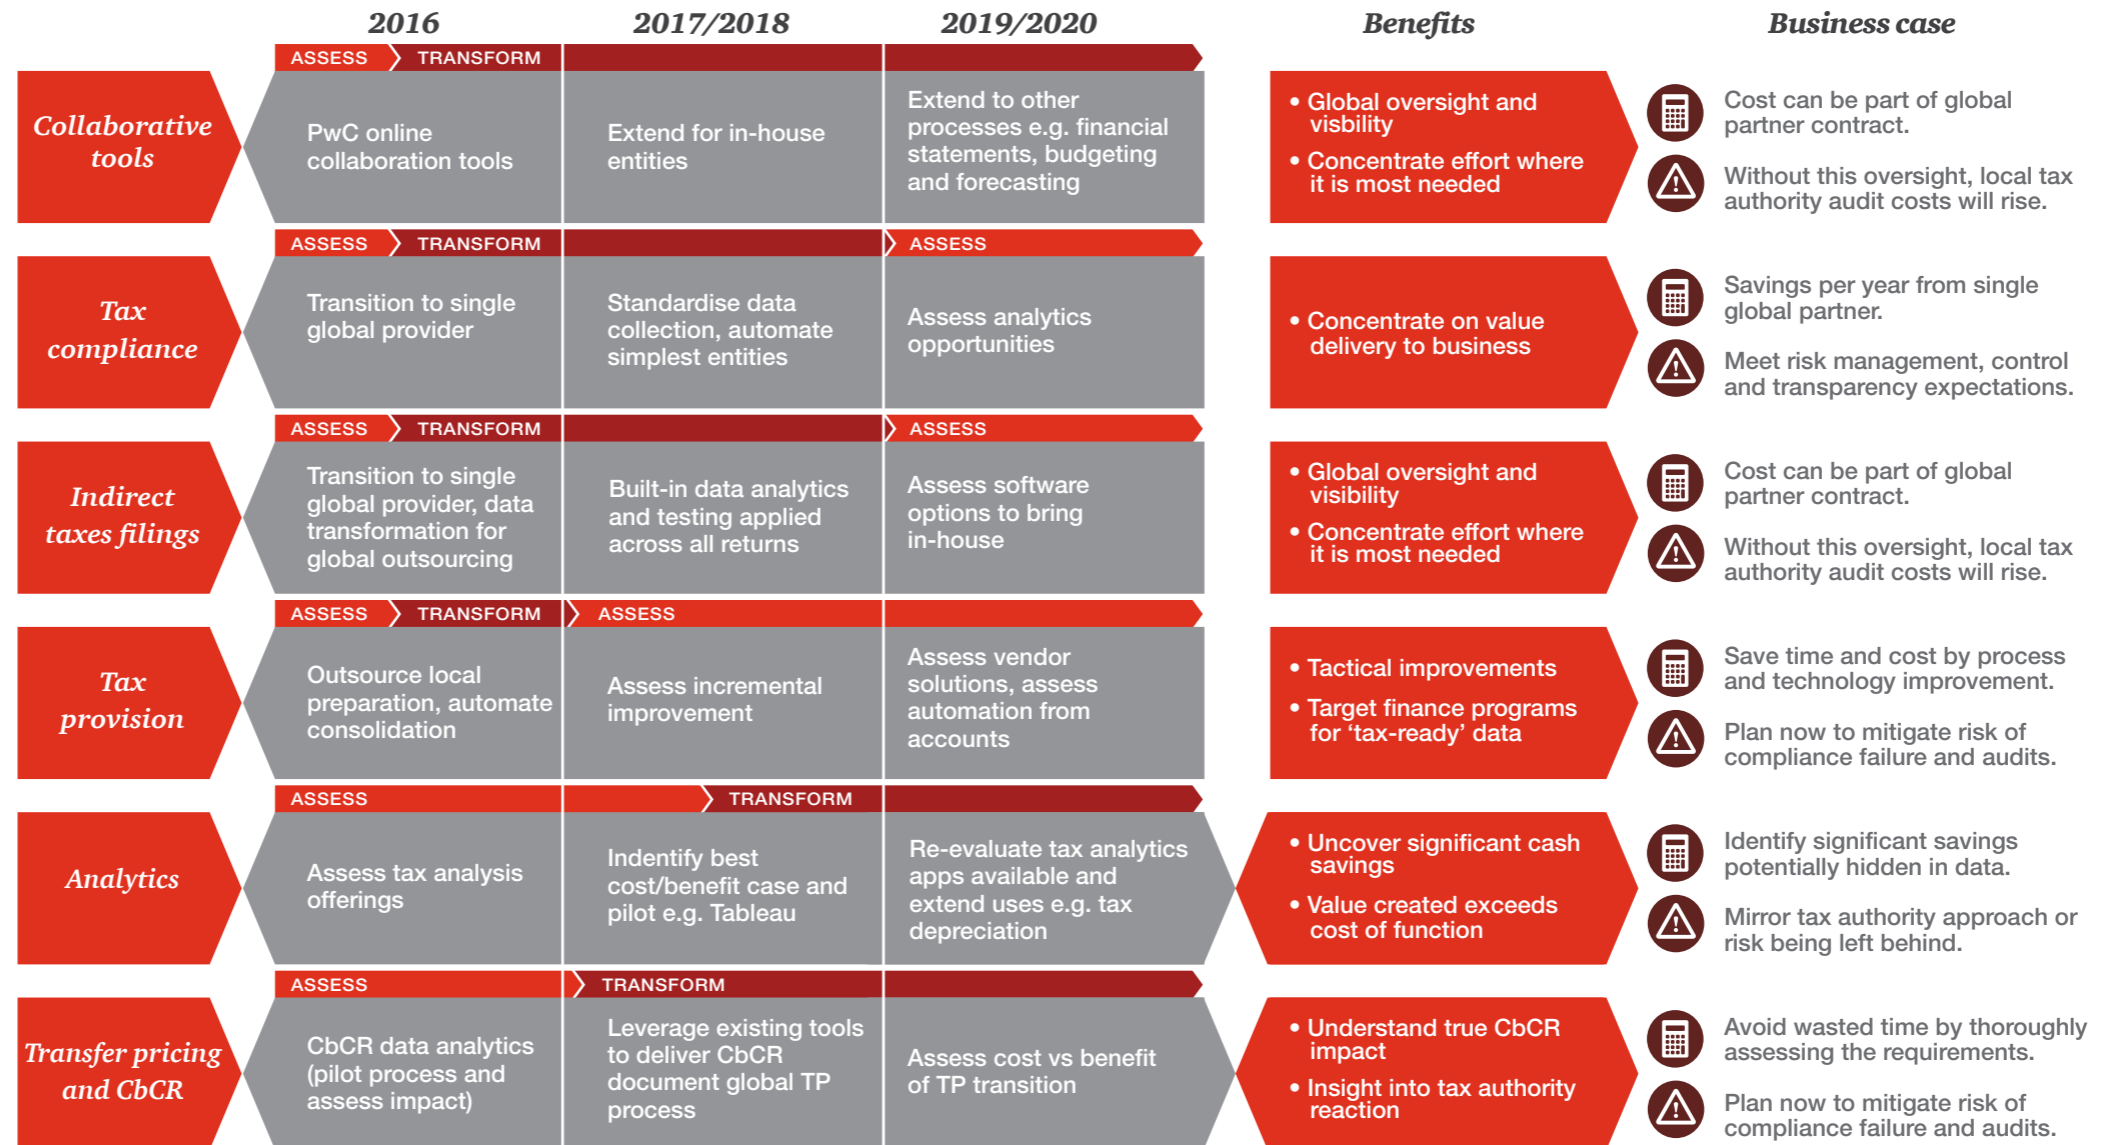 2016
2017/2018
2019/2020
Benefits
Business case
ASSESS
TRANSFORM
Collaborative
tools
PwC online
collaboration tools
Extend for in-house
entities
Extend to other
processes e.g. financial
statements, budgeting
and forecasting
• Global oversight and
visbility
• Concentrate effort where
it is most needed
Cost can be part of global
partner contract.
Without this oversight, local tax
authority audit costs will rise.
ASSESS
TRANSFORM
ASSESS
Tax
compliance
Transition to single
global provider
Standardise data
collection, automate
simplest entities
Assess analytics
opportunities
• Concentrate on value
delivery to business
Savings per year from single
global partner.
Meet risk management, control
and transparency expectations.
ASSESS
TRANSFORM
ASSESS
Indirect
taxes filings
Transition to single
global provider, data
transformation for
global outsourcing
Built-in data analytics
and testing applied
across all returns
Assess software
options to bring
in-house
• Global oversight and
visibility
• Concentrate effort where
it is most needed
Cost can be part of global
partner contract.
Without this oversight, local tax
authority audit costs will rise.
ASSESS
TRANSFORM
ASSESS
Tax
provision
Outsource local
preparation, automate
consolidation
Assess incremental
improvement
Assess vendor
solutions, assess
automation from
accounts
• Tactical improvements
• Target finance programs
for ‘tax-ready’ data
Save time and cost by process
and technology improvement.
Plan now to mitigate risk of
compliance failure and audits.
ASSESS
TRANSFORM
Analytics
Assess tax analysis
offerings
Indentify best
cost/benefit case and
pilot e.g. Tableau
Re-evaluate tax analytics
apps available and
extend uses e.g. tax
depreciation
• Uncover significant cash
savings
• Value created exceeds
cost of function
Identify significant savings
potentially hidden in data.
Mirror tax authority approach or
risk being left behind.
ASSESS
TRANSFORM
Transfer pricing
and CbCR
CbCR data analytics
(pilot process and
assess impact)
Leverage existing tools
to deliver CbCR
document global TP
process
Assess cost vs benefit
of TP transition
• Understand true CbCR
impact
• Insight into tax authority
reaction
Avoid wasted time by thoroughly
assessing the requirements.
Plan now to mitigate risk of
compliance failure and audits.